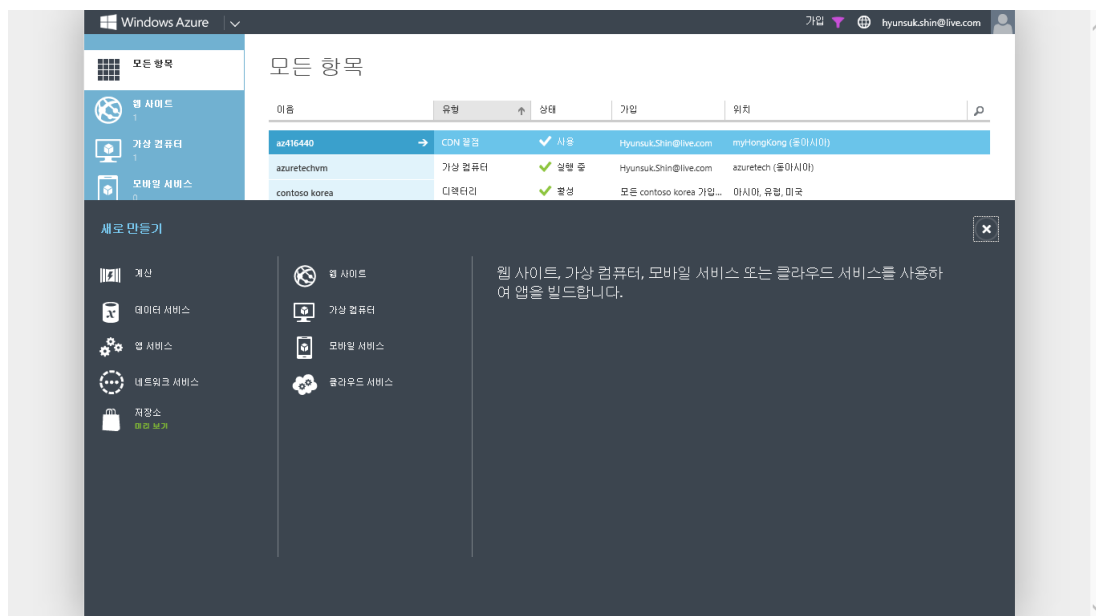 Windows Azure
가입
hyunsuk.shin@live.com
모든 항목
웹 사이트
1
가상 컴퓨터
1
모바일 서비스
0
모든 항목
이름 유형 상태 가입 위치
az416440 CDN 끝점 사용 Hyunsuk.Shin@live.com myHongKong (동아시아)
azuretechvm 가상 컴퓨터 실행 중 Hyunsuk.Shin@live.com azuretech (동아시아)
contoso korea 디렉터리 활성 모든 contoso korea 가입... 아시아, 유럽, 미국
새로 만들기
계산
데이터 서비스
앱 서비스
네트워크 서비스
저장소
미리 보기
웹 사이트
가상 컴퓨터
모바일 서비스
클라우드 서비스
웹 사이트, 가상 컴퓨터, 모바일 서비스 또는 클라우드 서비스를 사용하
여 앱을 빌드합니다.